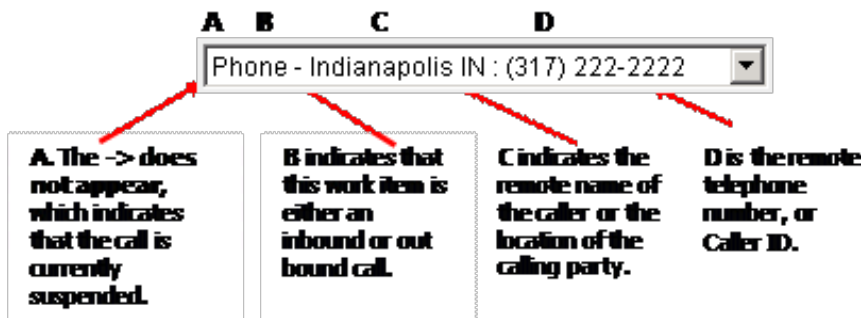 A B C D
Phone - Indianapolis IN : (317) 222-2222
A. The -> does
not appear,
which indicates
that the call is
currently
suspended.
B indicates that
this work item is
either an
inbound or out
bound call.
C indicates the
remote name of
the caller or the
location of the
calling party.
D is the remote
telephone
number, or
Caller ID.